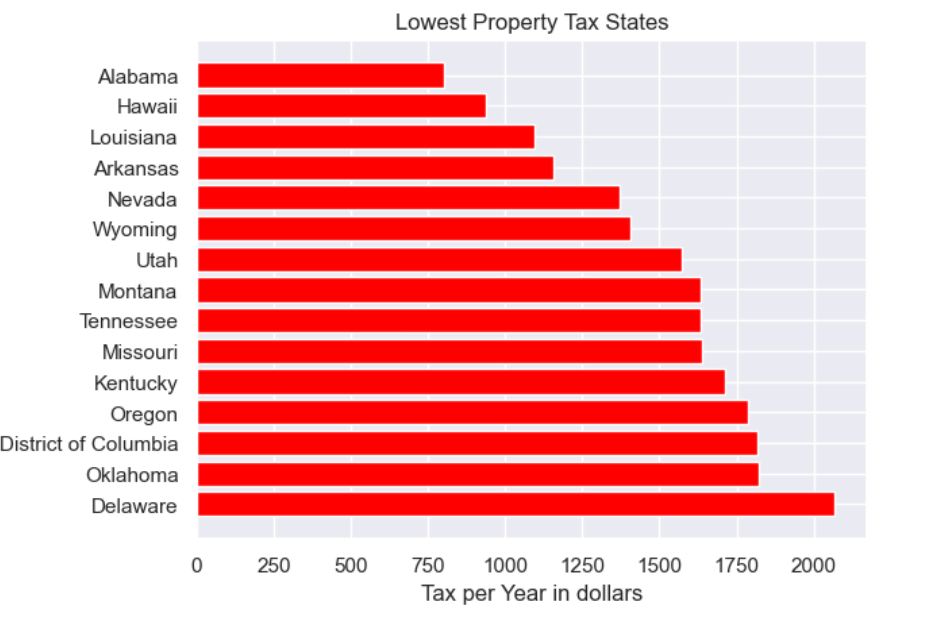 Lowest Property Tax States
Alabama
Hawaii
Louisiana
Arkansas
Nevada
Wyoming
Utah
Montana
Tennessee
Missouri
Kentucky
Oregon
District of Columbia
Oklahoma
Delaware
0 250 500 750 1000 1250 1500 1750 2000
Tax per Year in dollars